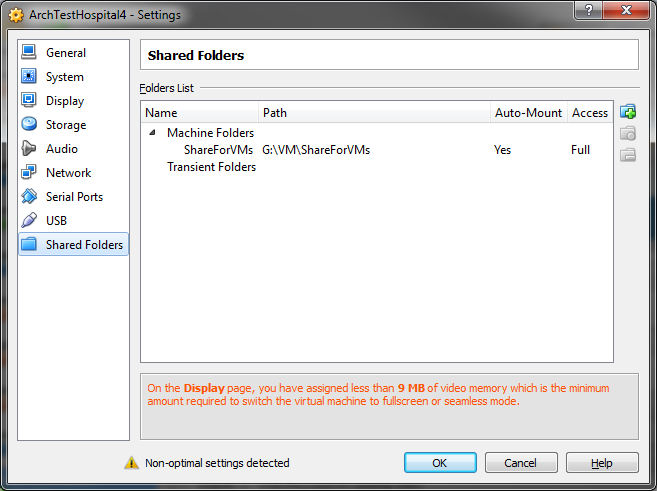 ArchTestHospital4 - Settings
?
General
System
Display
Storage
Audio
Network
Serial Ports
USB
Shared Folders
Shared Folders
Folders List
Name Path Auto-Mount Access
Machine Folders
ShareForVMs G:\VM\ShareForVMs Yes Full
Transient Folders
On the Display page, you have assigned less than 9 MB of video memory which is the minimum
amount required to switch the virtual machine to fullscreen or seamless mode.
Non-optimal settings detected
OK Cancel Help